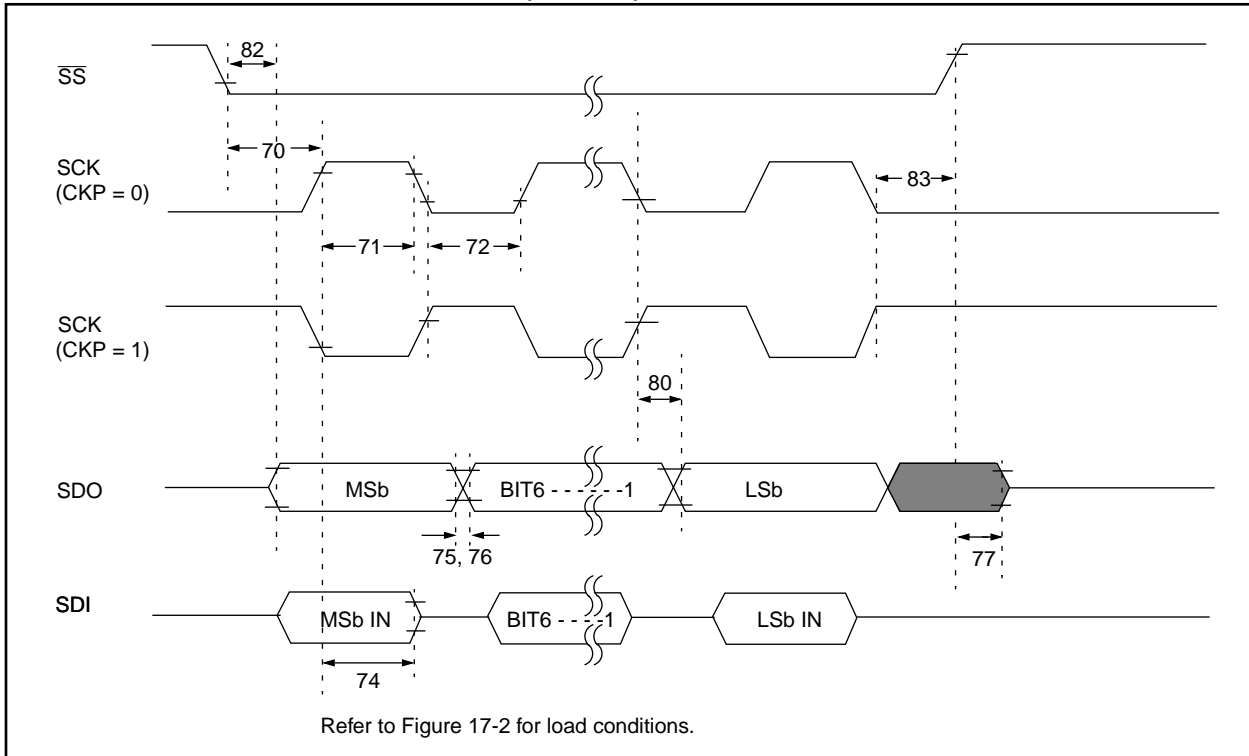 82
SS
70
SCK
(CKP = 0)
83
71
72
SCK
(CKP = 1)
80
SDO
MSb
BIT6 - - - - - -1
LSb
75, 76
77
SDI
MSb IN
BIT6 - - - -1
LSb IN
74
Refer to Figure 17-2 for load conditions.